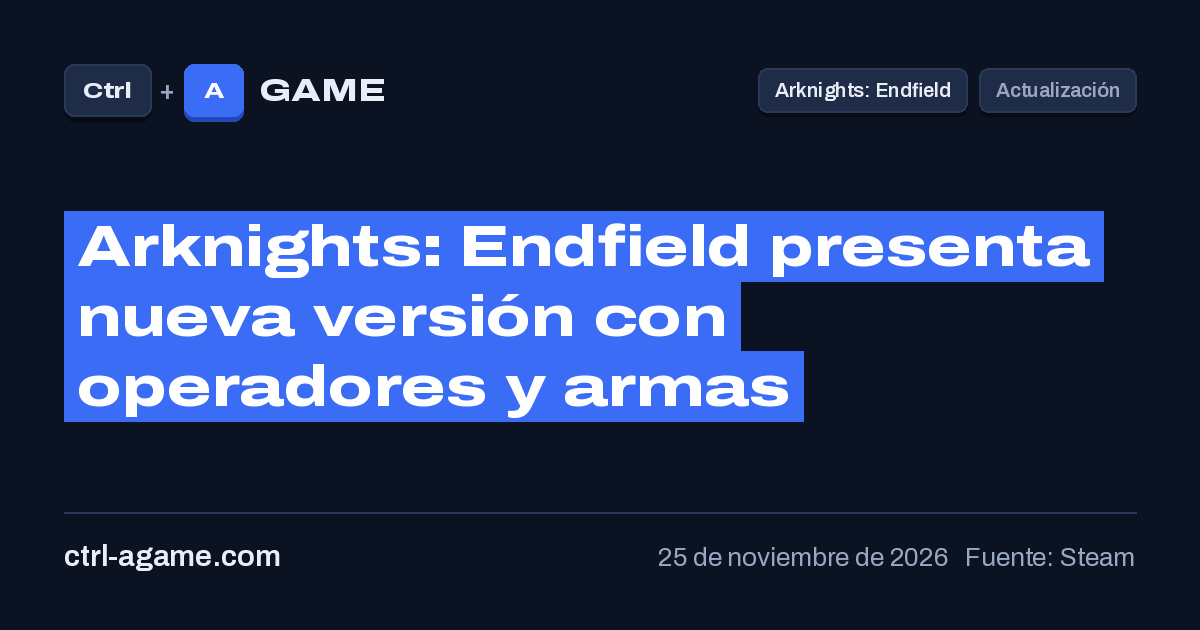 Ctrl + A GAME
Arknights: Endfield Actualización
Arknights: Endfield presenta
nueva versión con
operadores y armas
ctrl-agame.com
25 de noviembre de 2026 Fuente: Steam